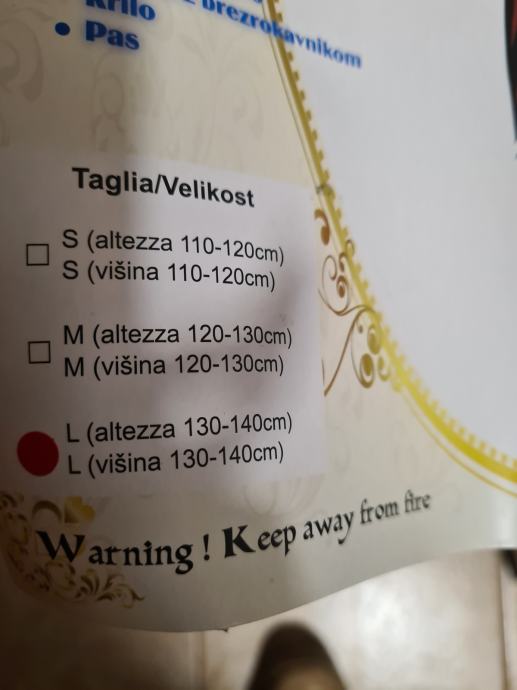 Krilo
brezrokavnikom
• Pas
Taglia/Velikost
S (altezza 110-120cm)
S (višina 110-120cm)
M (altezza 120-130cm)
M (višina 120-130cm)
L (altezza 130-140cm)
L (višina 130-140cm)
Warning ! Keep away from fire